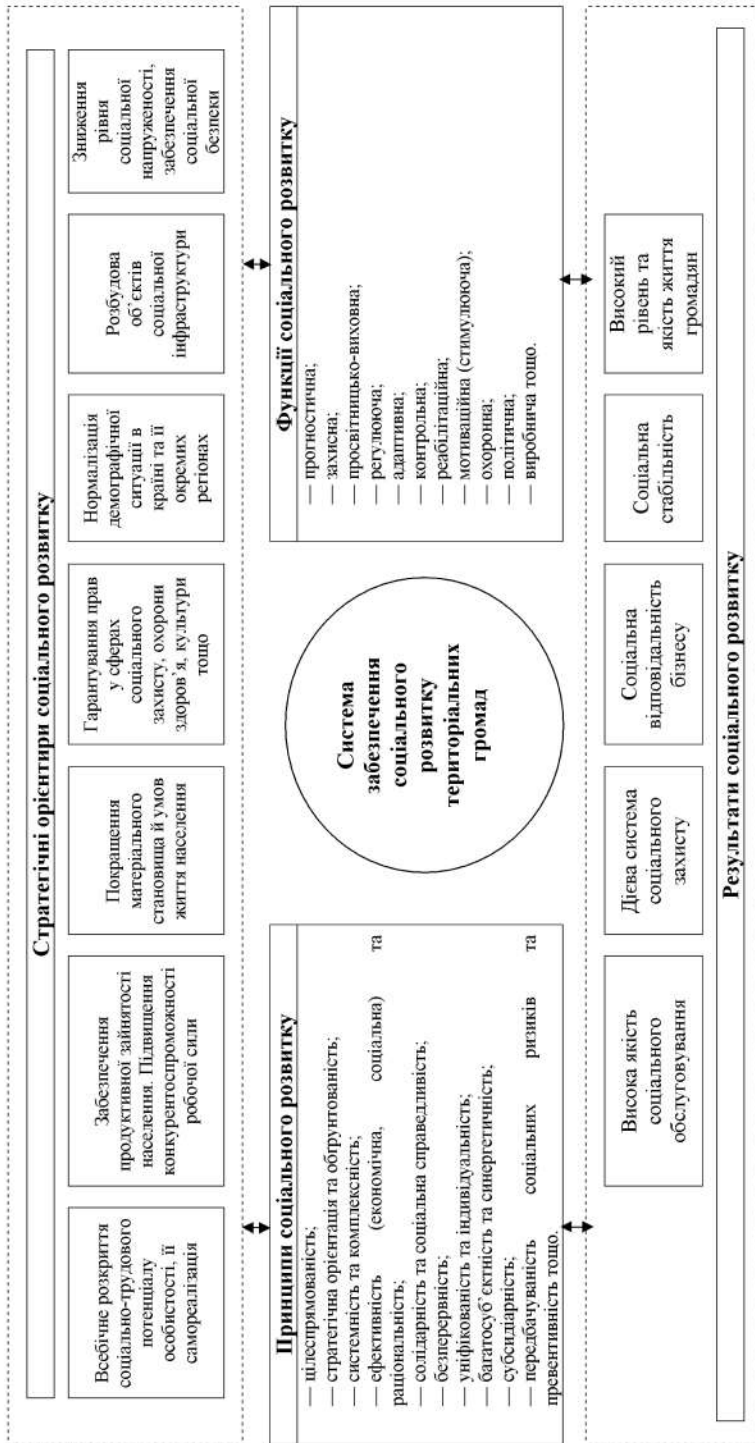 Стратегічні орієнтири соціального розвитку
Всебічне розкриття
соціально-трудового
потенціалу
особистості, її
самореалізація
Забезпечення
продуктивної зайнятості
населення. Підвищення
конкурентоспроможності
робочої сили
Покращення
матеріального
становища й умов
життя населення
Гарантування прав
у сферах
соціального
захисту, охорони
здоров`я, культури
тощо
Нормалізація
демографічної
ситуації в
країні та її
окремих
регіонах
Розбудова
об`єктів
соціальної
інфраструктури
Зниження
рівня
соціальної
напруженості,
забезпечення
соціальної
безпеки
Принципи соціального розвитку
— цілеспрямованість;
— стратегічна орієнтація та обґрунтованість;
— системність та комплексність;
— ефективність (економічна, соціальна) та
раціональність;
— солідарність та соціальна справедливість;
— безперервність;
— уніфікованість та індивідуальність;
— багатосуб`єктність та синергетичність;
— субсидіарність;
— передбачуваність соціальних ризиків та
превентивність тощо.
Система
забезпечення
соціального
розвитку
територіальних
громад
Функції соціального розвитку
— прогностична;
— захисна;
— просвітницько-виховна;
— регулююча;
— адаптивна;
— контрольна;
— реабілітаційна;
— мотиваційна (стимулююча);
— охоронна;
— політична;
— виробнича тощо.
Висока якість
соціального
обслуговування
Дієва система
соціального
захисту
Соціальна
відповідальність
бізнесу
Соціальна
стабільність
Високий
рівень та
якість життя
громадян
Результати соціального розвитку